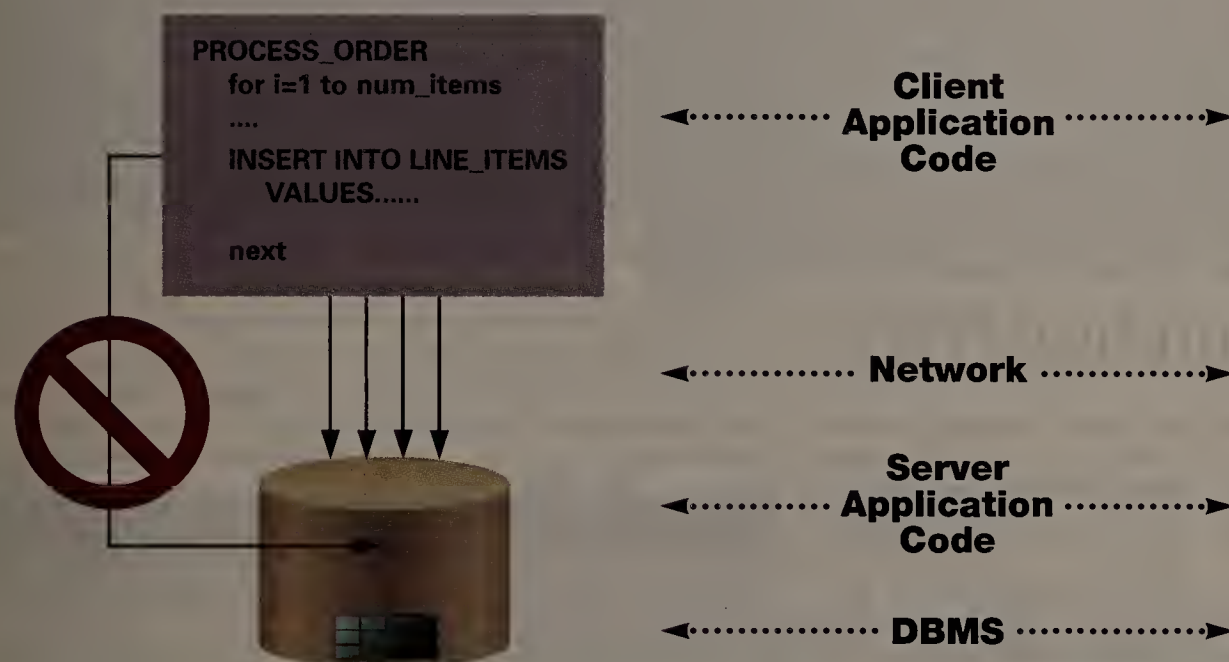 PROCESS_ORDER
for i=1 to num_items
....
INSERT INTO LINE_ITEMS
VALUES......
next
Client
Application
Code
Network
Server
Application
Code
DBMS